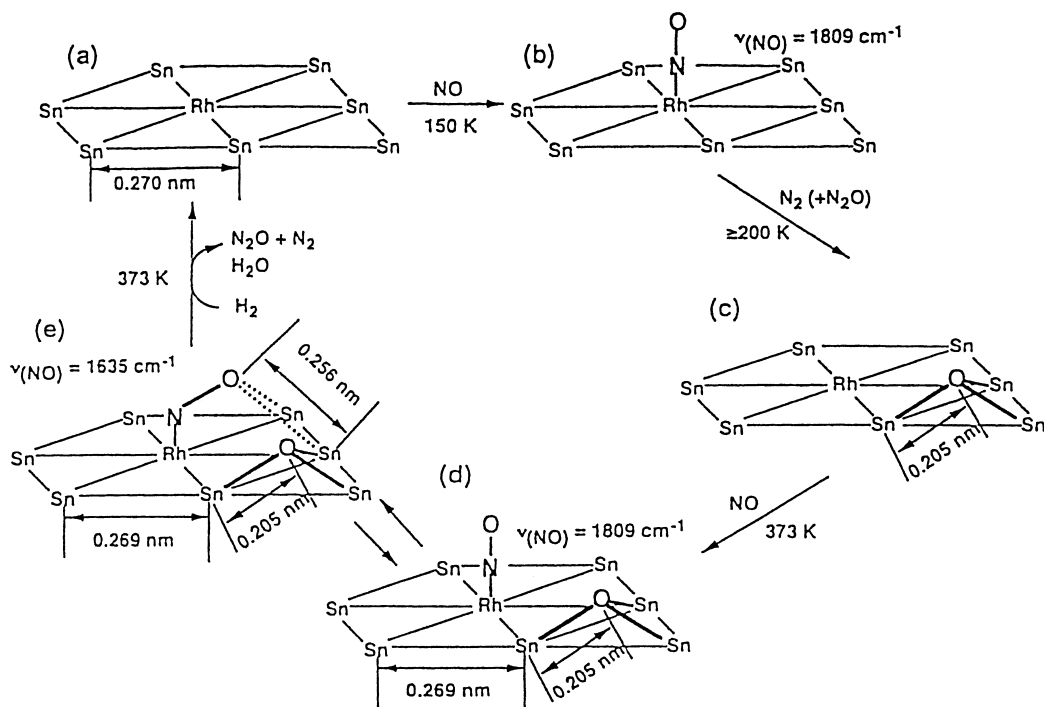 (a)
Sn Sn
Sn Rh Sn
Sn Sn Sn
0.270 nm
NO
150 K
(b)
O
ν(NO) = 1809 cm⁻¹
Sn N Sn
Sn Rh Sn
Sn Sn Sn
N₂ (+N₂O)
≥200 K
(c)
Sn Sn
Sn Rh O Sn
Sn Sn Sn
0.205 nm
NO
373 K
(d)
O
ν(NO) = 1809 cm⁻¹
Sn N Sn
Sn Rh O Sn
Sn Sn Sn
0.269 nm
0.205 nm
(e)
ν(NO) = 1635 cm⁻¹
O
0.256 nm
Sn N Sn
Sn Rh O Sn
Sn Sn Sn
0.269 nm
0.205 nm
373 K
N₂O + N₂
H₂O
H₂